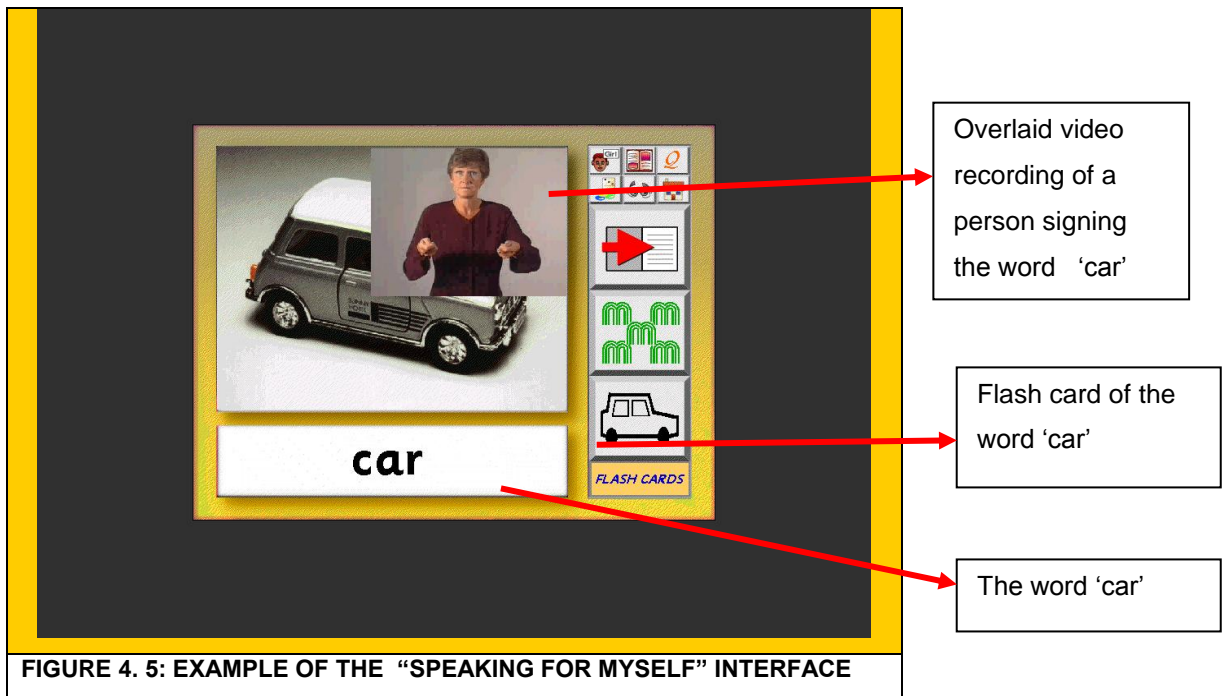 Girl
Q
car
FLASH CARDS
Overlaid video
recording of a
person signing
the word ‘car’
Flash card of the
word ‘car’
The word ‘car’
FIGURE 4. 5: EXAMPLE OF THE “SPEAKING FOR MYSELF” INTERFACE